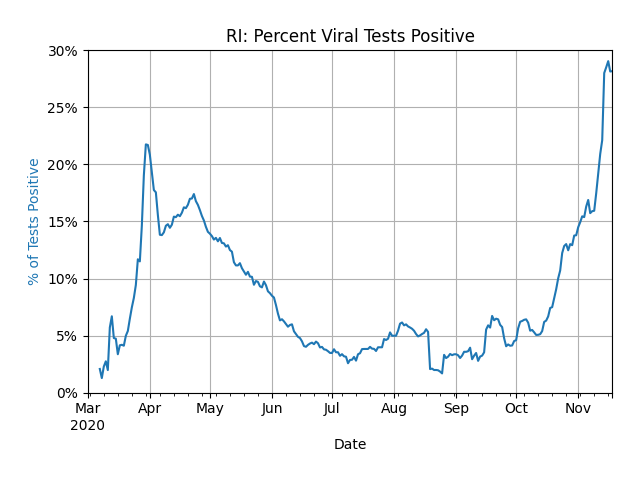 RI: Percent Viral Tests Positive
30%
25%
20%
15%
10%
5%
0%
% of Tests Positive
Mar Apr May Jun Jul Aug Sep Oct Nov
2020
Date